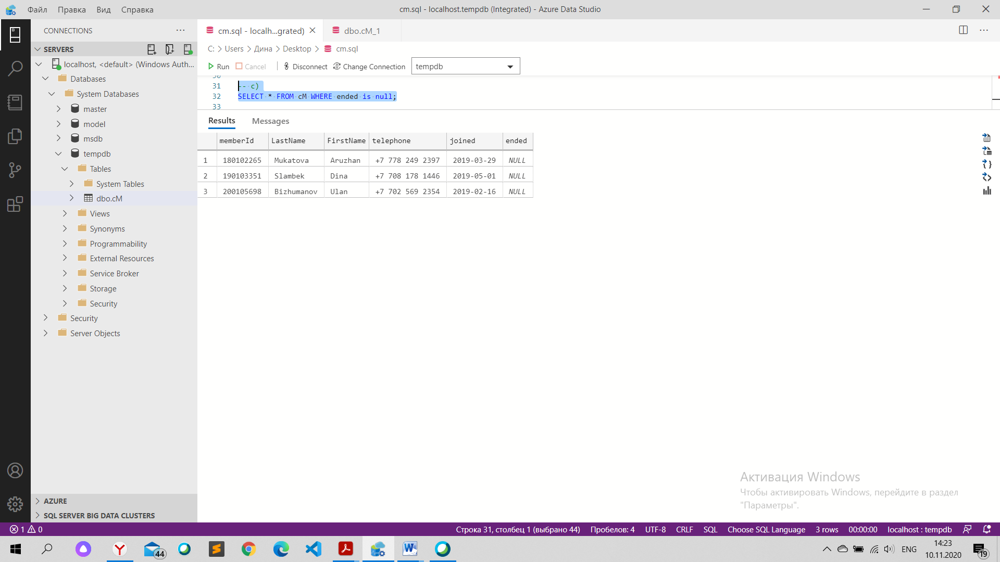 Файл Правка Вид Справка
cm.sql - localhost.tempdb (Integrated) - Azure Data Studio
CONNECTIONS
SERVERS
localhost, <default> (Windows Auth...
Databases
System Databases
master
model
msdb
tempdb
Tables
System Tables
dbo.cM
Views
Synonyms
Programmability
External Resources
Service Broker
Storage
Security
Security
Server Objects
AZURE
SQL SERVER BIG DATA CLUSTERS
cm.sql - localh...grated) dbo.cM_1
C: > Users > Дина > Desktop > cm.sql
Run Cancel Disconnect Change Connection tempdb
30
31 -- c)
32 SELECT * FROM cM WHERE ended is null;
33
Results Messages
memberId LastName FirstName telephone joined ended
1 180102265 Mukatova Aruzhan +7 778 249 2397 2019-03-29 NULL
2 190103351 Slambek Dina +7 708 178 1446 2019-05-01 NULL
3 200105698 Bizhumanov Ulan +7 702 569 2354 2019-02-16 NULL
Активация Windows
Чтобы активировать Windows, перейдите в раздел
"Параметры".
1 0 Строка 31, столбец 1 (выбрано 44) Пробелов: 4 UTF-8 CRLF SQL Choose SQL Language 3 rows 00:00:00 localhost : tempdb
44
ENG
14:23
10.11.2020
19